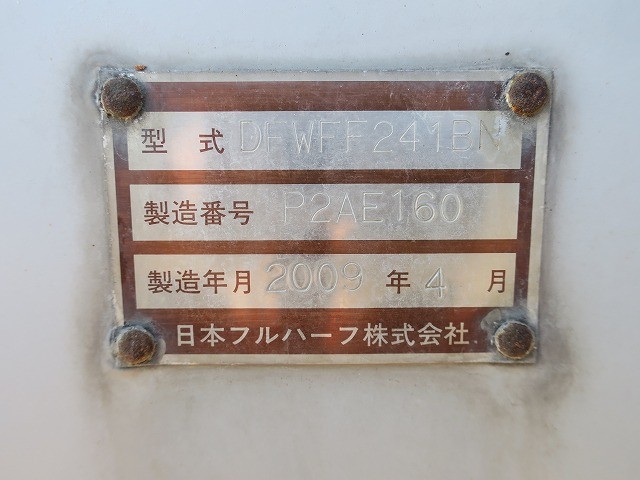 型 式 DFWFF241BN
製造番号 P2AE160
製造年月 2009 年 4 月
日本フルハーフ株式会社